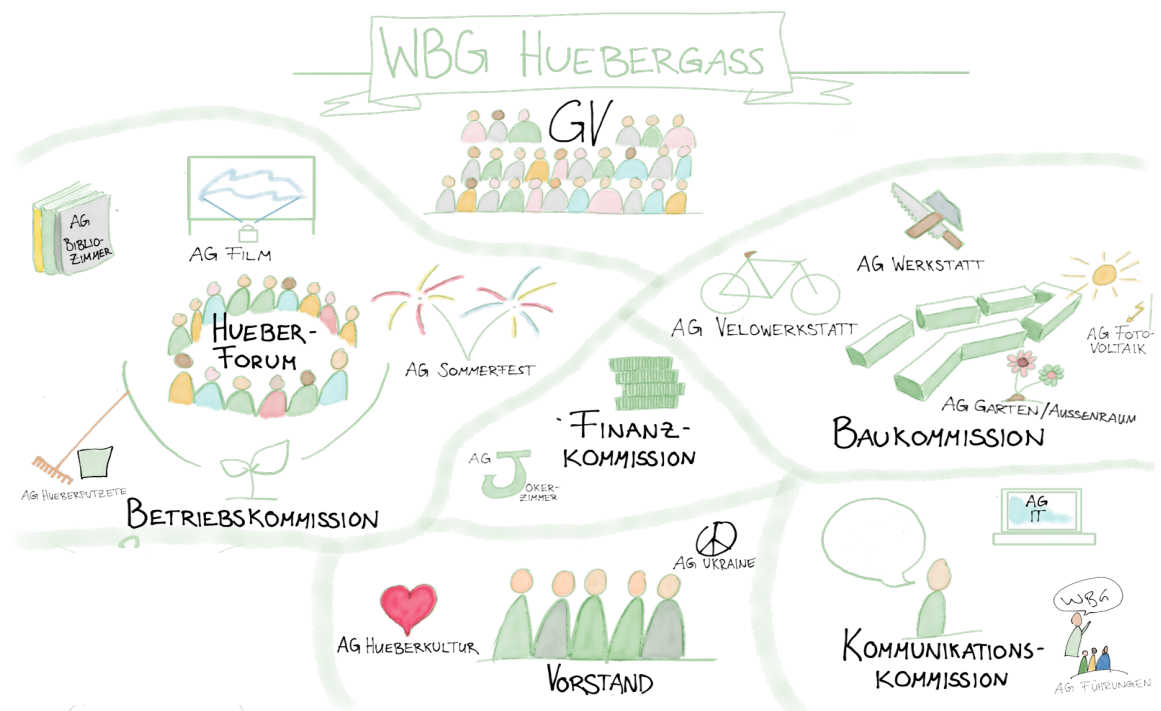 WBG HUEBERGASS
GV
AG
BIBLIO-
ZIMMER
AG FILM
HUEBER-
FORUM
AG SOMMERFEST
AG HUEBERPUTZETE
BETRIEBSKOMMISSION
AG WERKSTATT
AG VELOWERKSTATT
AG FOTO-
VOLTAIK
AG GARTEN/AUSSENRAUM
BAUKOMMISSION
FINANZ-
KOMMISSION
AG JOKER-
ZIMMER
AG UKRAINE
AG HUEBERKULTUR
VORSTAND
AG
IT
WBG
KOMMUNIKATIONS-
KOMMISSION
AG FÜHRUNGEN